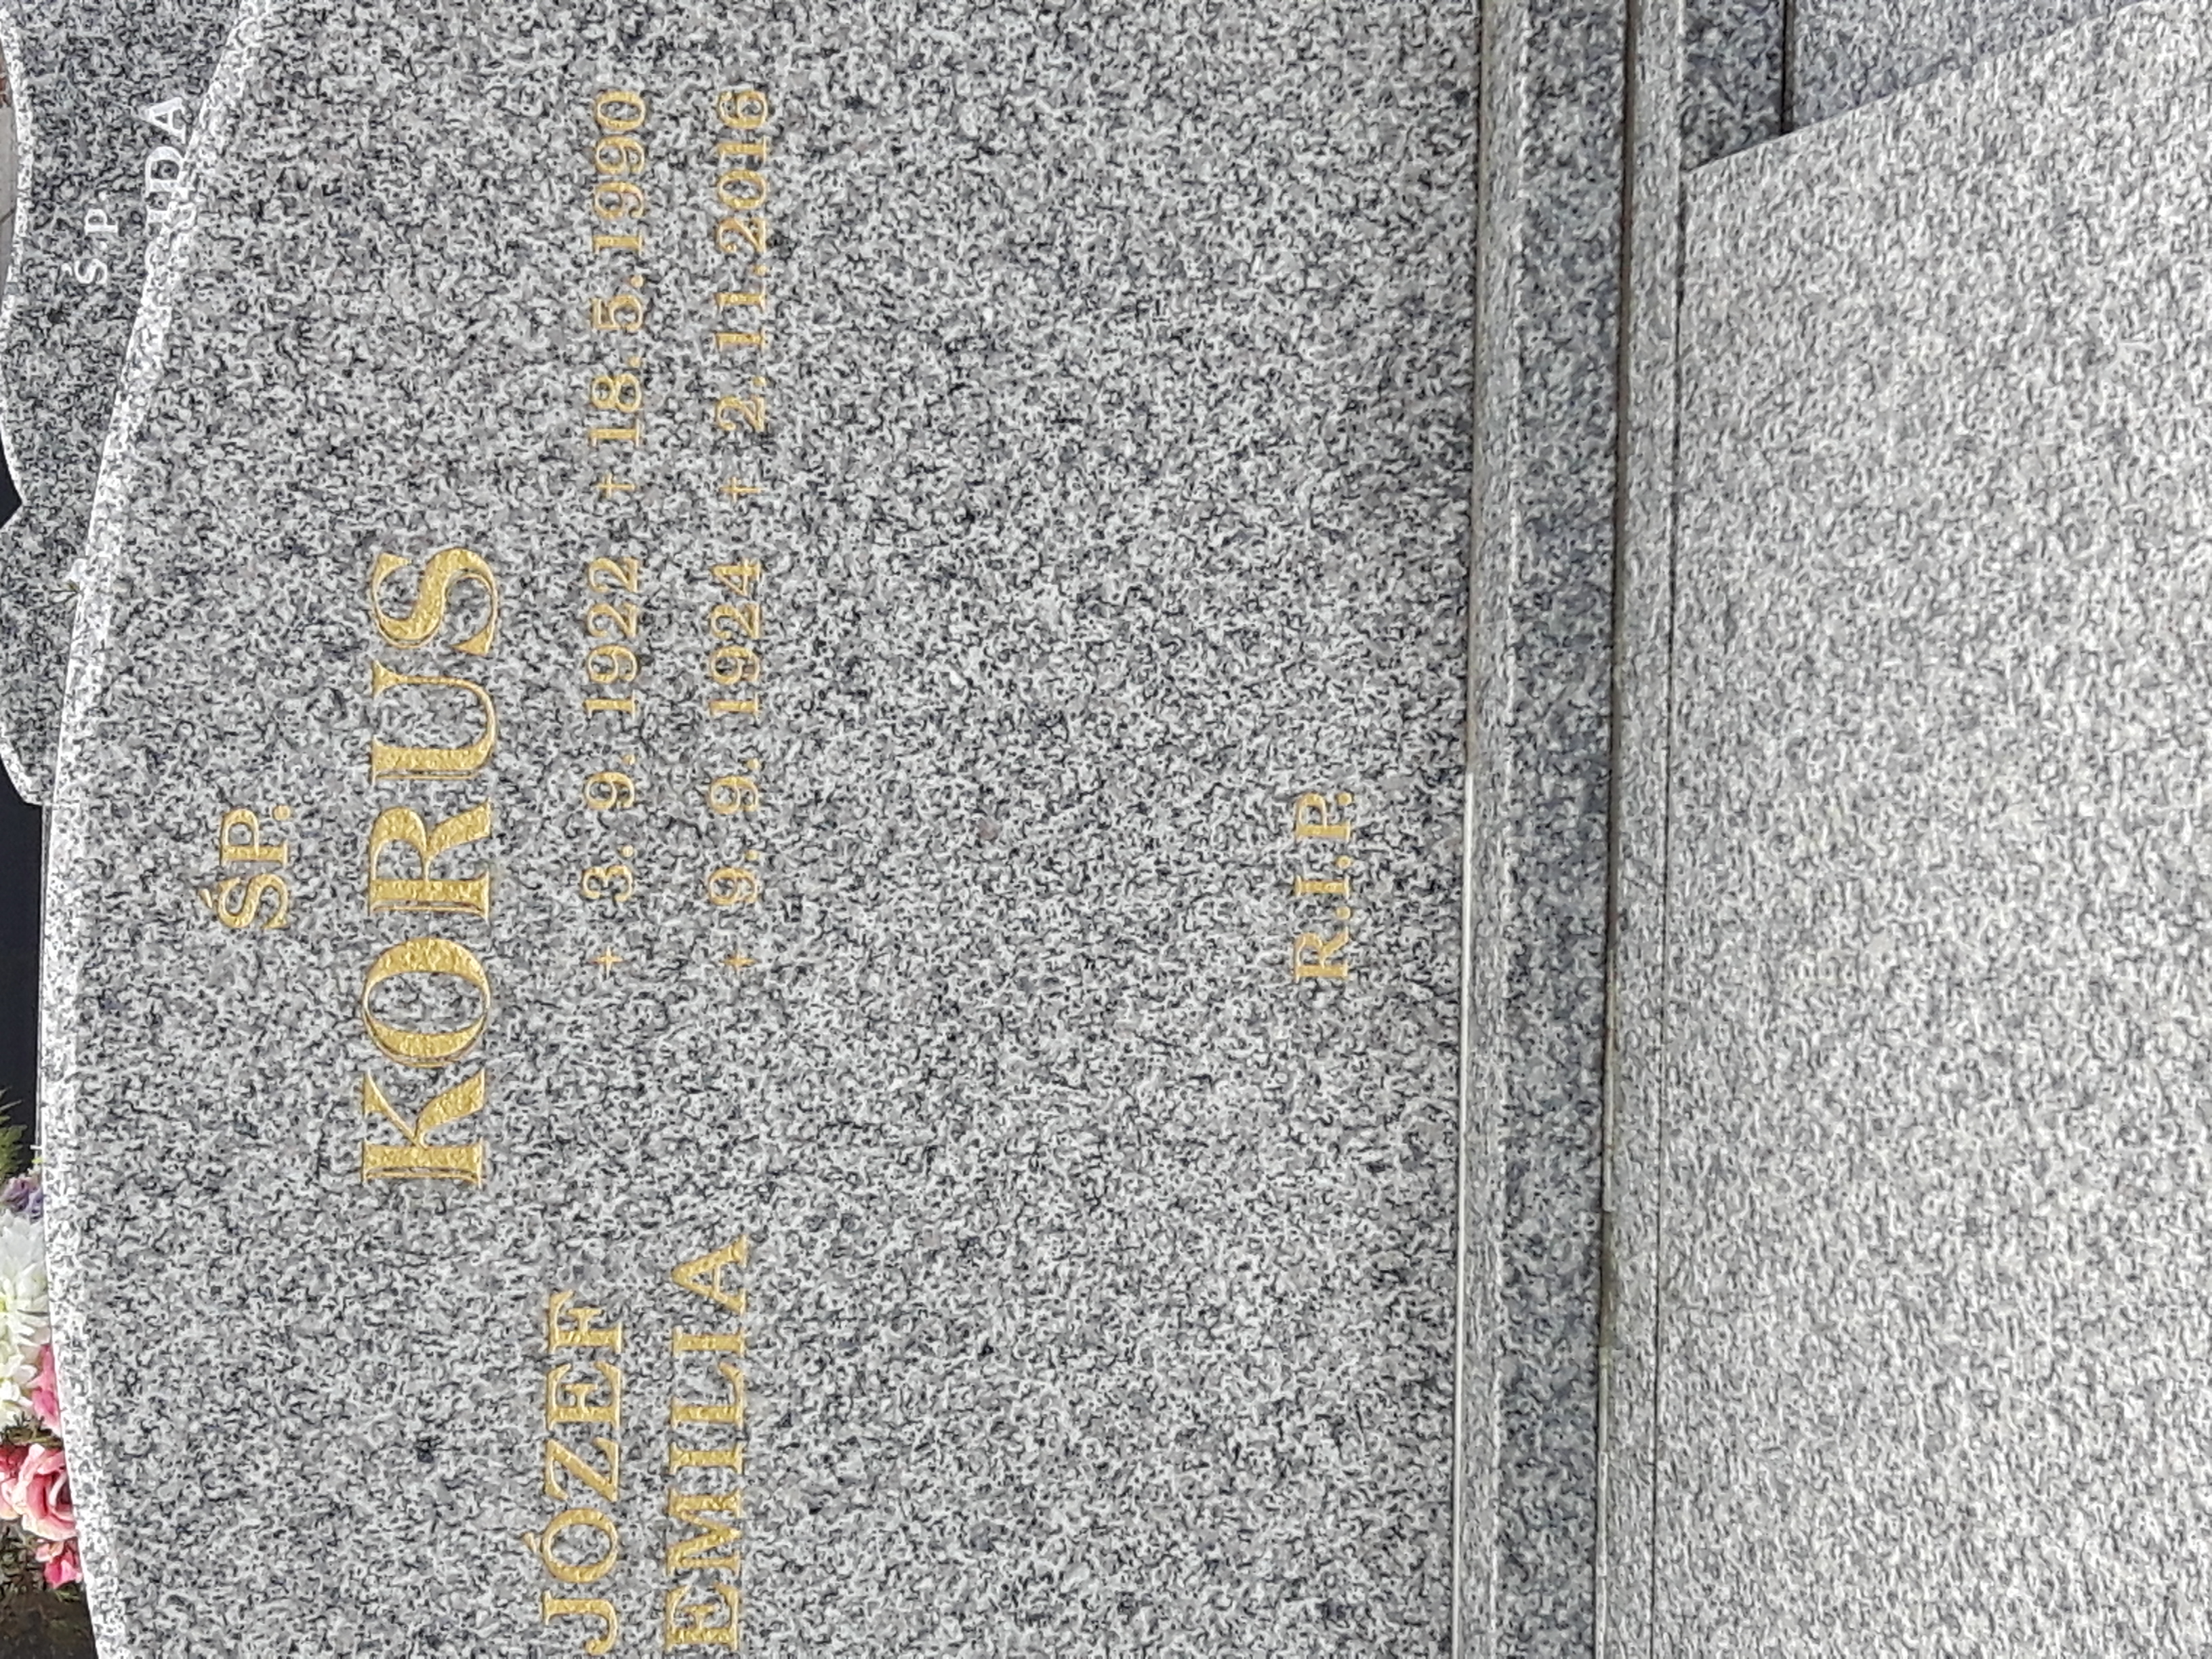 ŚP.
KORUS
JÓZEF + 3. 9. 1922 † 18. 5. 1990
EMILIA + 9. 9. 1924 † 2. 11. 2016
R.I.P.
Ś. P.